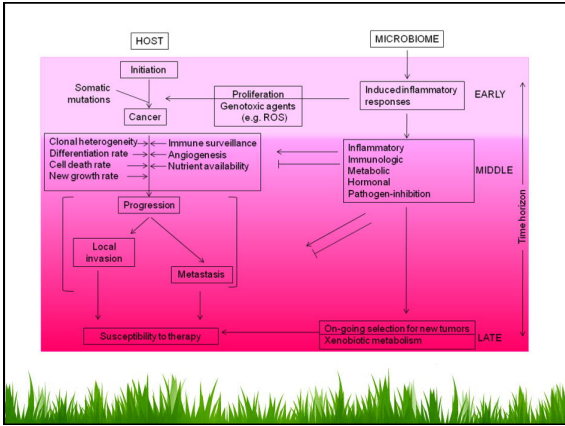 HOST
MICROBIOME
Initiation
Somatic
mutations
Cancer
Proliferation
Genotoxic agents
(e.g. ROS)
Induced inflammatory
responses
EARLY
Clonal heterogeneity
Differentiation rate
Cell death rate
New growth rate
Immune surveillance
Angiogenesis
Nutrient availability
Inflammatory
Immunologic
Metabolic
Hormonal
Pathogen-inhibition
MIDDLE
Time horizon
Progression
Local
invasion
Metastasis
Susceptibility to therapy
On-going selection for new tumors
Xenobiotic metabolism
LATE